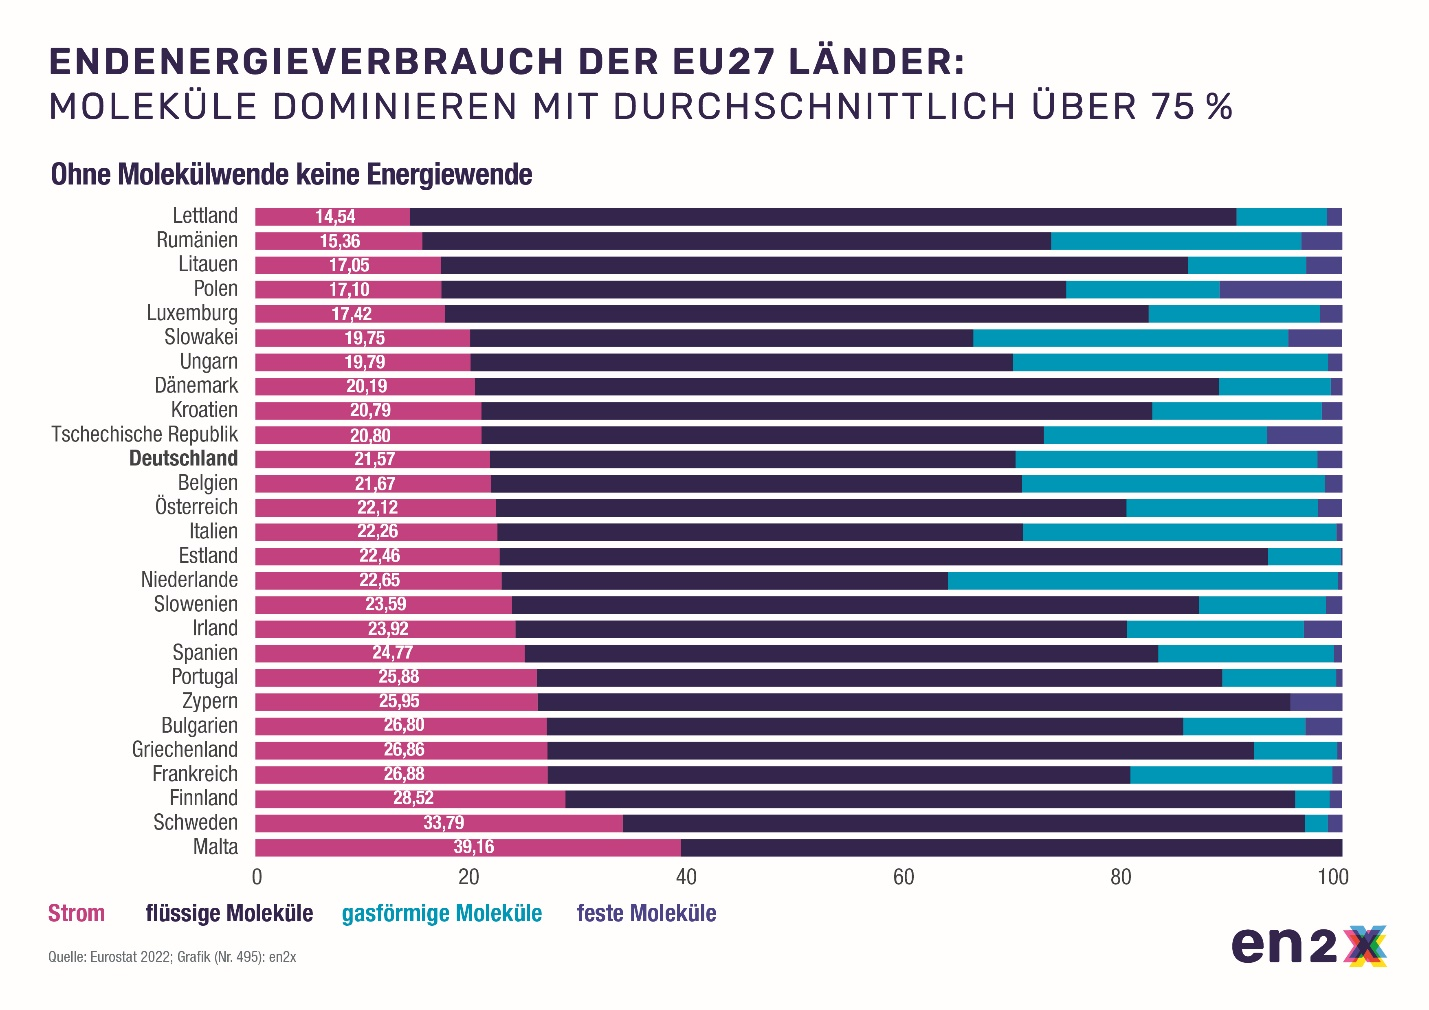 ENDENERGIEVERBRAUCH DER EU27 LÄNDER:
MOLEKÜLE DOMINIEREN MIT DURCHSCHNITTLICH ÜBER 75 %
Ohne Molekülwende keine Energiewende
Lettland 14,54
Rumänien 15,36
Litauen 17,05
Polen 17,10
Luxemburg 17,42
Slowakei 19,75
Ungarn 19,79
Dänemark 20,19
Kroatien 20,79
Tschechische Republik 20,80
Deutschland 21,57
Belgien 21,67
Österreich 22,12
Italien 22,26
Estland 22,46
Niederlande 22,65
Slowenien 23,59
Irland 23,92
Spanien 24,77
Portugal 25,88
Zypern 25,95
Bulgarien 26,80
Griechenland 26,86
Frankreich 26,88
Finnland 28,52
Schweden 33,79
Malta 39,16
0 20 40 60 80 100
Strom flüssige Moleküle gasförmige Moleküle feste Moleküle
Quelle: Eurostat 2022; Grafik (Nr. 495): en2x
en2x